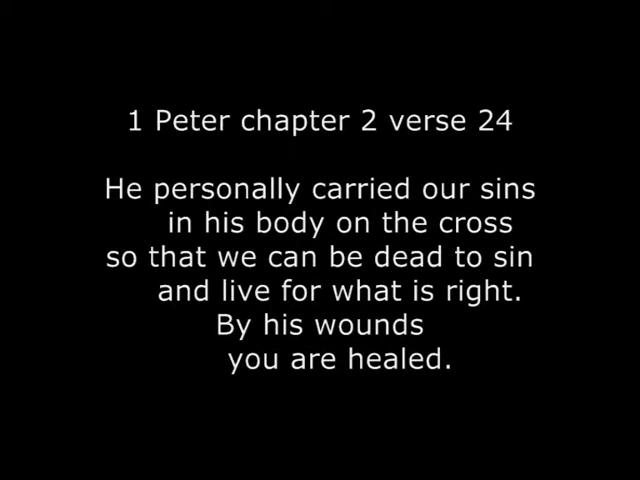 1 Peter chapter 2 verse 24
He personally carried our sins
in his body on the cross
so that we can be dead to sin
and live for what is right.
By his wounds
you are healed.